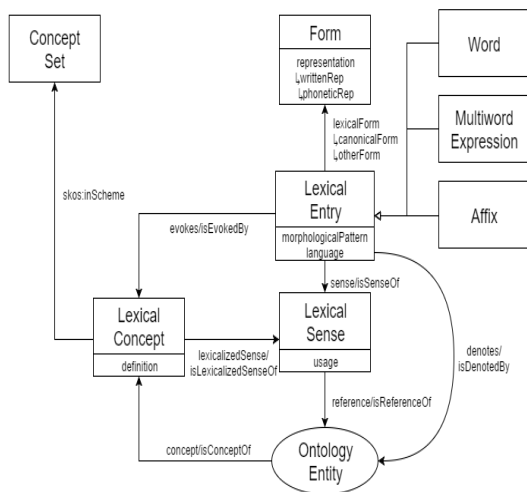 Concept
Set
Form
representation
↳writtenRep
↳phoneticRep
Word
Multiword
Expression
Affix
lexicalForm
↳canonicalForm
↳otherForm
skos:inScheme
Lexical
Entry
morphologicalPattern
language
evokes/isEvokedBy
sense/isSenseOf
Lexical
Concept
definition
lexicalizedSense/
isLexicalizedSenseOf
Lexical
Sense
usage
denotes/
isDenotedBy
reference/isReferenceOf
concept/isConceptOf
Ontology
Entity